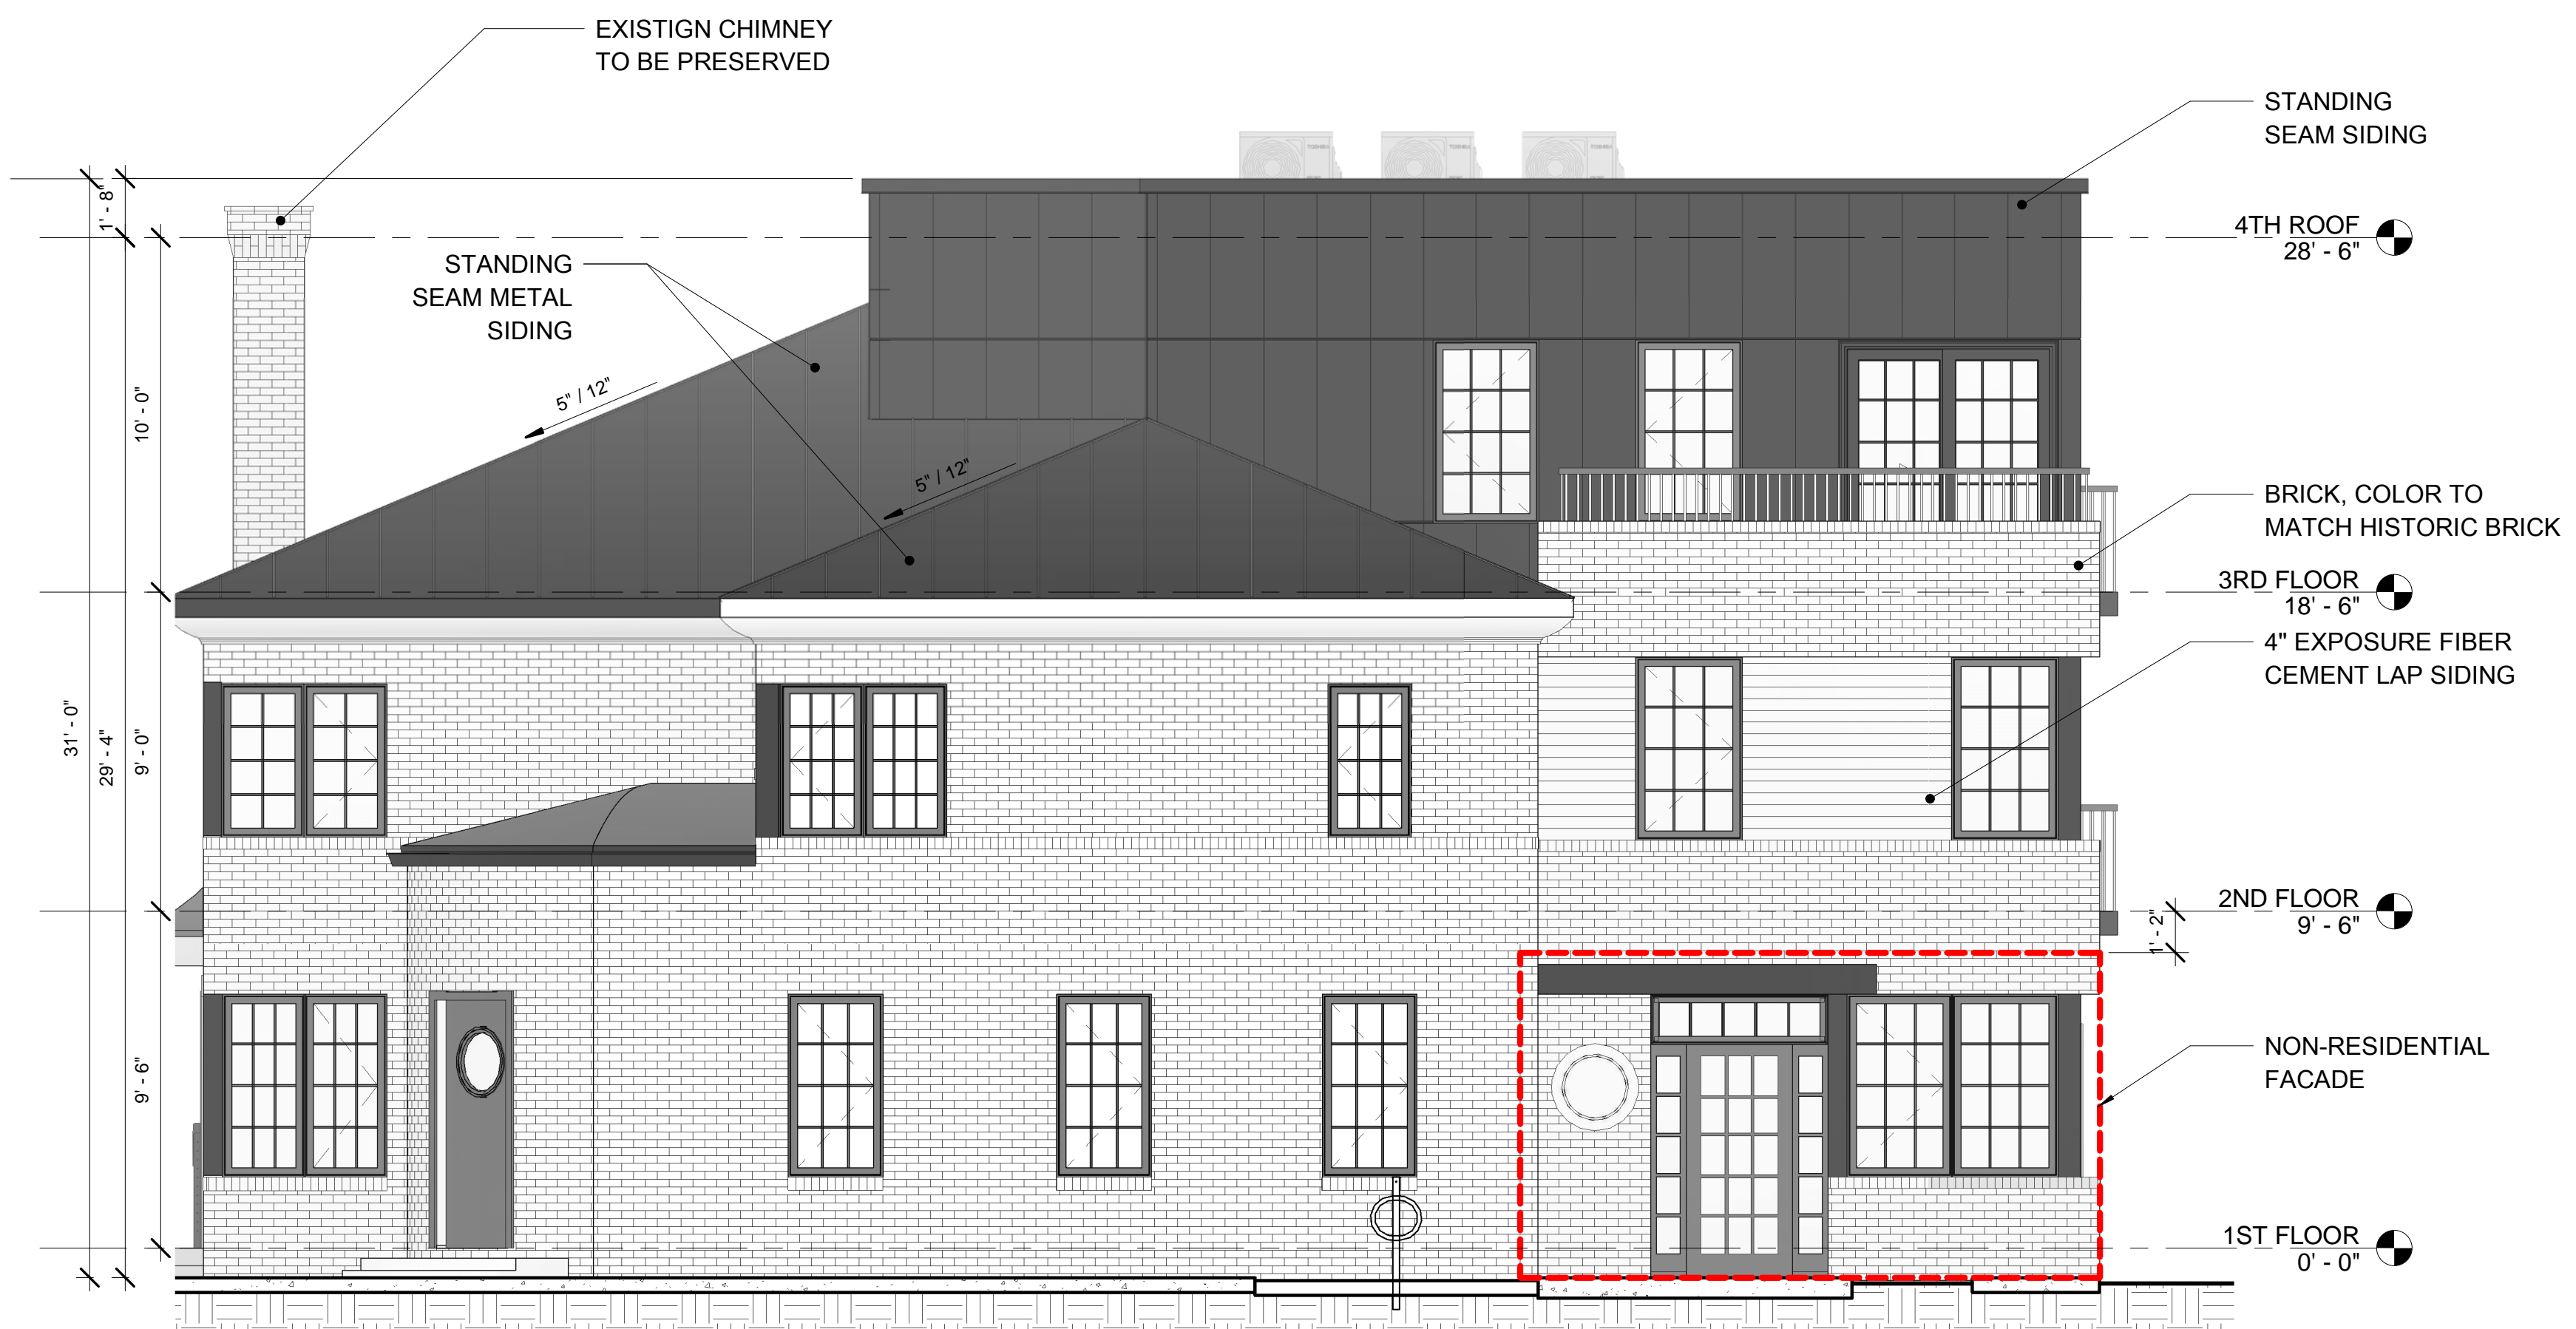 EXISTIGN CHIMNEY
TO BE PRESERVED
STANDING
SEAM SIDING
1' - 8"
4TH ROOF
28' - 6"
STANDING
SEAM METAL
SIDING
5" / 12"
10' - 0"
5" / 12"
BRICK, COLOR TO
MATCH HISTORIC BRICK
3RD FLOOR
18' - 6"
4" EXPOSURE FIBER
CEMENT LAP SIDING
31' - 0"
29' - 4"
9' - 0"
2ND FLOOR
9' - 6"
1' - 2"
NON-RESIDENTIAL
FACADE
9' - 6"
1ST FLOOR
0' - 0"